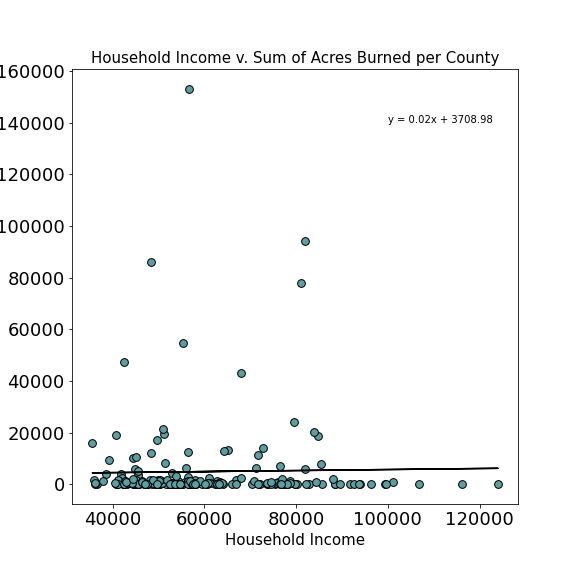 Household Income v. Sum of Acres Burned per County
160000
140000
120000
100000
80000
60000
40000
20000
0
y = 0.02x + 3708.98
40000 60000 80000 100000 120000
Household Income